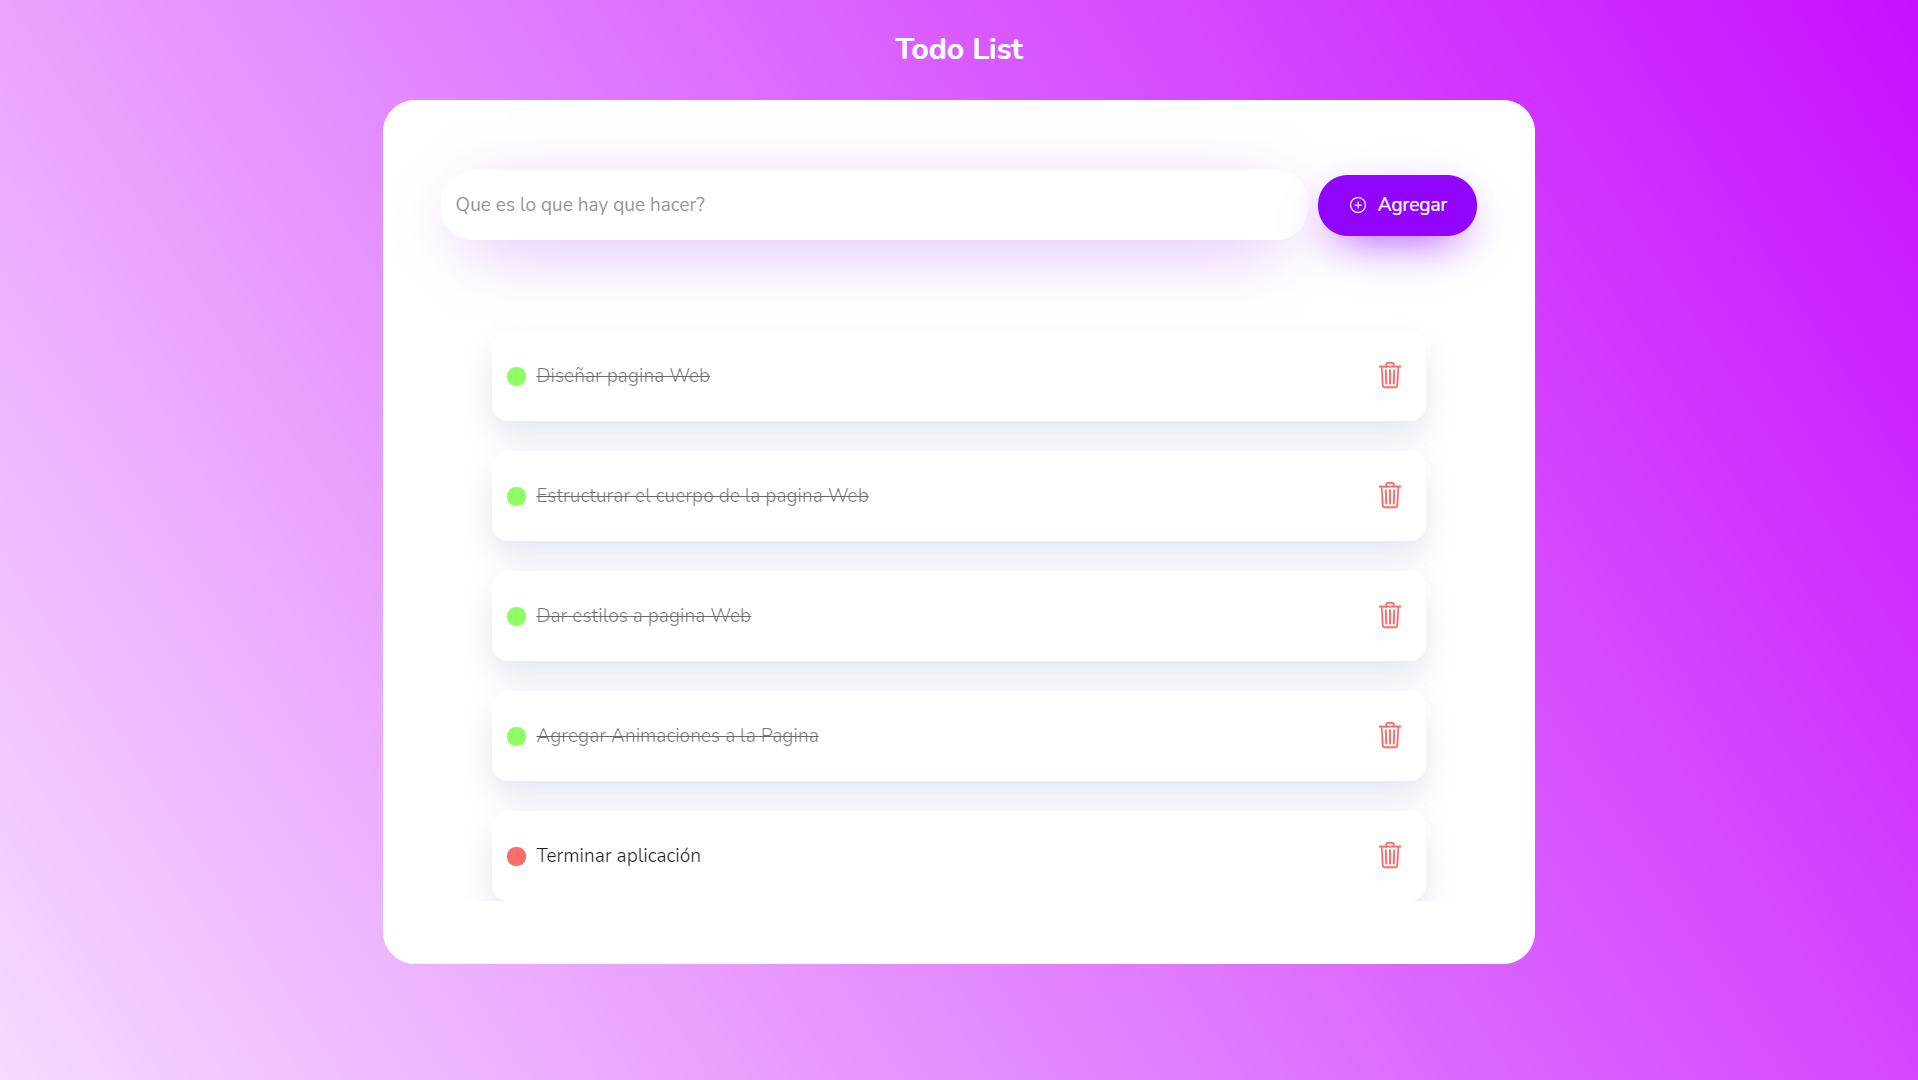 Todo List
Que es lo que hay que hacer?
Agregar
Diseñar pagina Web
Estructurar el cuerpo de la pagina Web
Dar estilos a pagina Web
Agregar Animaciones a la Pagina
Terminar aplicación